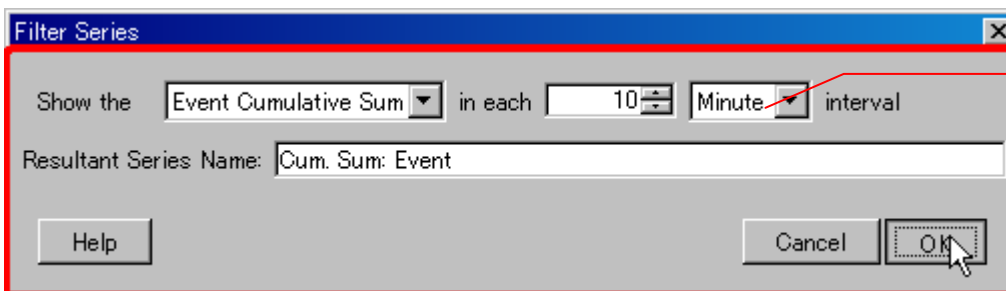 Filter Series
Show the Event Cumulative Sum in each 10 Minute interval
Resultant Series Name: Cum. Sum: Event
Help Cancel OK